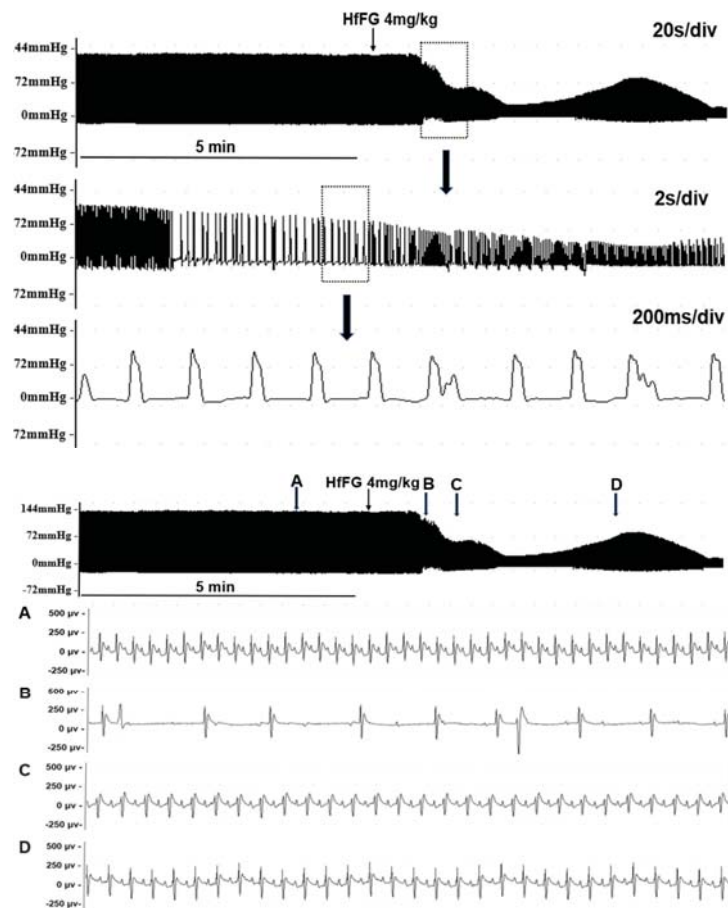 HfFG 4mg/kg
20s/div
44mmHg
72mmHg
0mmHg
72mmHg
5 min
44mmHg
2s/div
72mmHg
0mmHg
72mmHg
200ms/div
44mmHg
72mmHg
0mmHg
72mmHg
A HfFG 4mg/kg B C D
144mmHg
72mmHg
0mmHg
-72mmHg
5 min
A
500 µv
250 µv
0 µv
-250 µv
B
500 µv
250 µv
0 µv
-250 µv
C
500 µv
250 µv
0 µv
-250 µv
D
500 µv
250 µv
0 µv
-250 µv